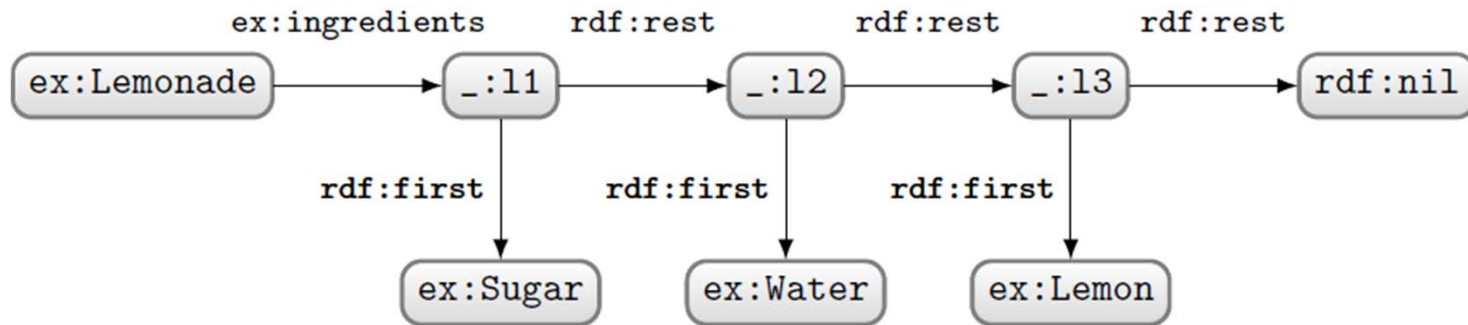 ex:ingredients rdf:rest rdf:rest rdf:rest
ex:Lemonade _:l1 _:l2 _:l3 rdf:nil
rdf:first rdf:first rdf:first
ex:Sugar ex:Water ex:Lemon